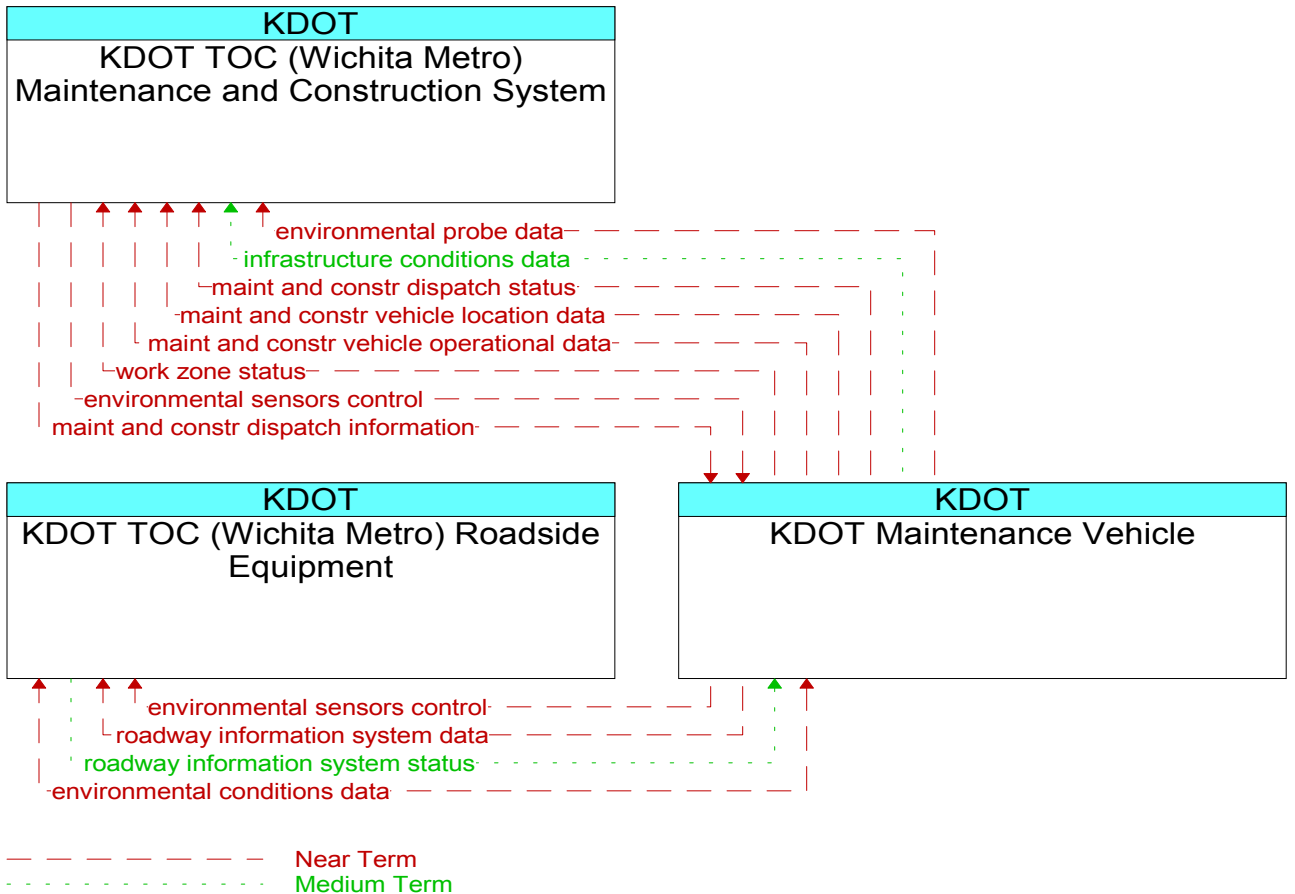 KDOT
KDOT TOC (Wichita Metro)
Maintenance and Construction System
environmental probe data
infrastructure conditions data
maint and constr dispatch status
maint and constr vehicle location data
maint and constr vehicle operational data
work zone status
environmental sensors control
maint and constr dispatch information
KDOT
KDOT TOC (Wichita Metro) Roadside
Equipment
KDOT
KDOT Maintenance Vehicle
environmental sensors control
roadway information system data
roadway information system status
environmental conditions data
Near Term
Medium Term